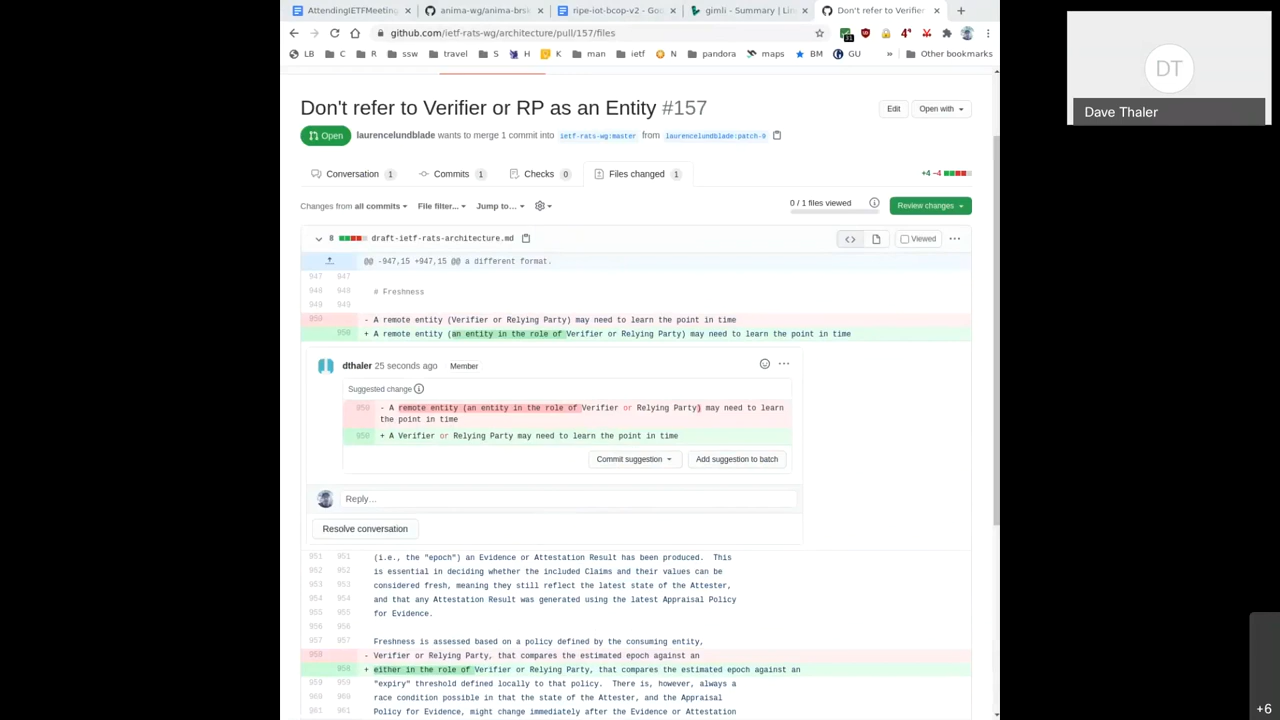 AttendingIETFMeeting
anima-wg/anima-brsk
ripe-iot-bcop-v2 - Goo
gimli - Summary | Lin
Don't refer to Verifier
github.com/ietf-rats-wg/architecture/pull/157/files
LB C R ssw travel S H K man ietf N pandora maps BM GU » Other bookmarks
Don't refer to Verifier or RP as an Entity #157
Edit
Open with
Open
laurencelundblade wants to merge 1 commit into ietf-rats-wg:master from laurencelundblade:patch-9
Conversation 1
Commits 1
Checks 0
Files changed 1
+4 −4
Changes from all commits
File filter...
Jump to...
0 / 1 files viewed
Review changes
8 draft-ietf-rats-architecture.md
Viewed
@@ -947,15 +947,15 @@ a different format.
947 947
948 948 # Freshness
949 949
950 - A remote entity (Verifier or Relying Party) may need to learn the point in time
950 + A remote entity (an entity in the role of Verifier or Relying Party) may need to learn the point in time
dthaler 25 seconds ago Member
Suggested change
950 - A remote entity (an entity in the role of Verifier or Relying Party) may need to learn
the point in time
950 + A Verifier or Relying Party may need to learn the point in time
Commit suggestion
Add suggestion to batch
Reply...
Resolve conversation
951 951 (i.e., the "epoch") an Evidence or Attestation Result has been produced. This
952 952 is essential in deciding whether the included Claims and their values can be
953 953 considered fresh, meaning they still reflect the latest state of the Attester,
954 954 and that any Attestation Result was generated using the latest Appraisal Policy
955 955 for Evidence.
956 956
957 957 Freshness is assessed based on a policy defined by the consuming entity,
958 - Verifier or Relying Party, that compares the estimated epoch against an
958 + either in the role of Verifier or Relying Party, that compares the estimated epoch against an
959 959 "expiry" threshold defined locally to that policy. There is, however, always a
960 960 race condition possible in that the state of the Attester, and the Appraisal
961 961 Policy for Evidence, might change immediately after the Evidence or Attestation
DT
Dave Thaler
+6